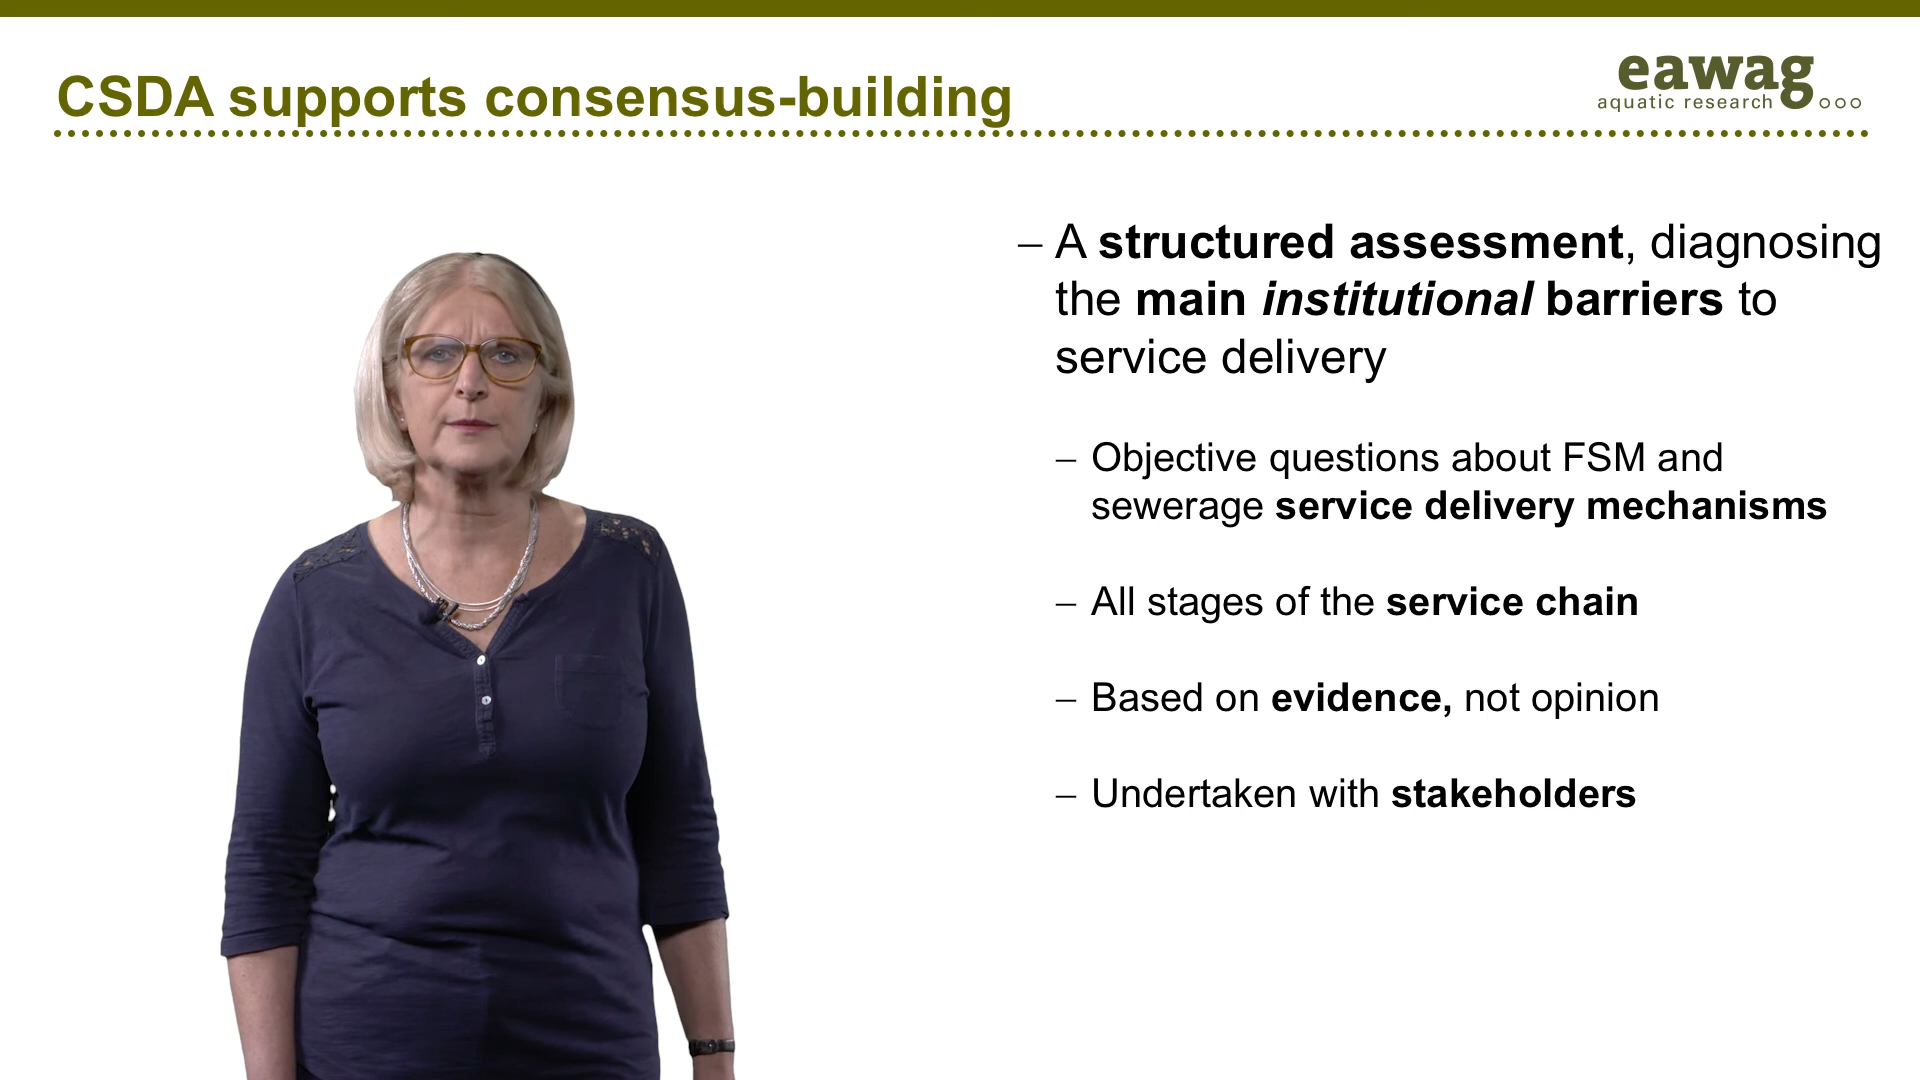 CSDA supports consensus-building
eawag
aquatic research
– A structured assessment, diagnosing
the main institutional barriers to
service delivery
– Objective questions about FSM and
sewerage service delivery mechanisms
– All stages of the service chain
– Based on evidence, not opinion
– Undertaken with stakeholders